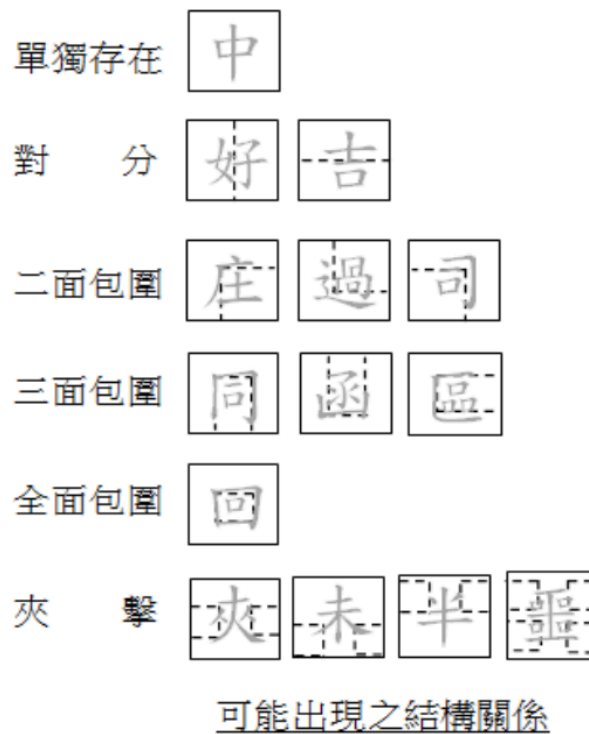 單獨存在 中
對 分 好 吉
二面包圍 庄 過 司
三面包圍 同 函 區
全面包圍 回
夾 擊 夾 未 半 噩
可能出現之結構關係